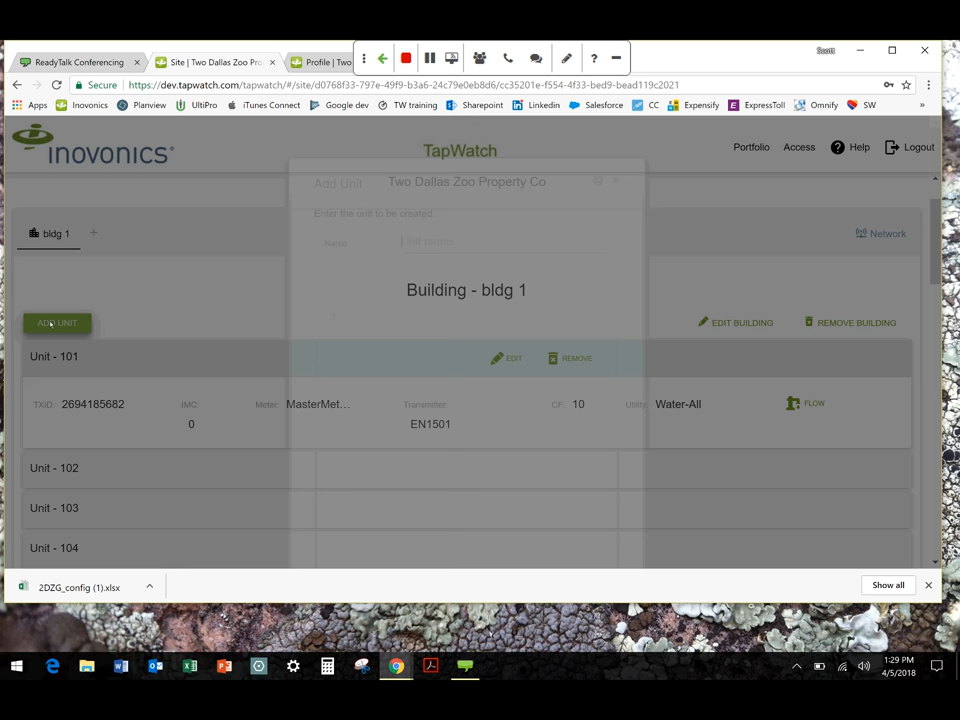 Scott
ReadyTalk Conferencing
Site | Two Dallas Zoo Pro
Profile | Two
Secure
https://dev.tapwatch.com/tapwatch/#/site/d0768f33-797e-49f9-b3a6-24c79e0eb8d6/cc35201e-f554-4f33-bed9-bead119c2021
Apps Inovonics Planview UltiPro iTunes Connect Google dev TW training Sharepoint Linkedin Salesforce CC Expensify ExpressToll Omnify SW »
inovonics®
TapWatch
Portfolio Access Help Logout
Add Unit Two Dallas Zoo Property Co
Enter the unit to be created.
bldg 1 +
Network
Name: Unit name
Building - bldg 1
ADD UNIT
EDIT BUILDING REMOVE BUILDING
Unit - 101
EDIT REMOVE
TXID: 2694185682 IMC: 0 Meter: MasterMet... Transmitter: EN1501 CF: 10 Utility: Water-All FLOW
Unit - 102
Unit - 103
Unit - 104
2DZG_config (1).xlsx
Show all
1:29 PM
4/5/2018